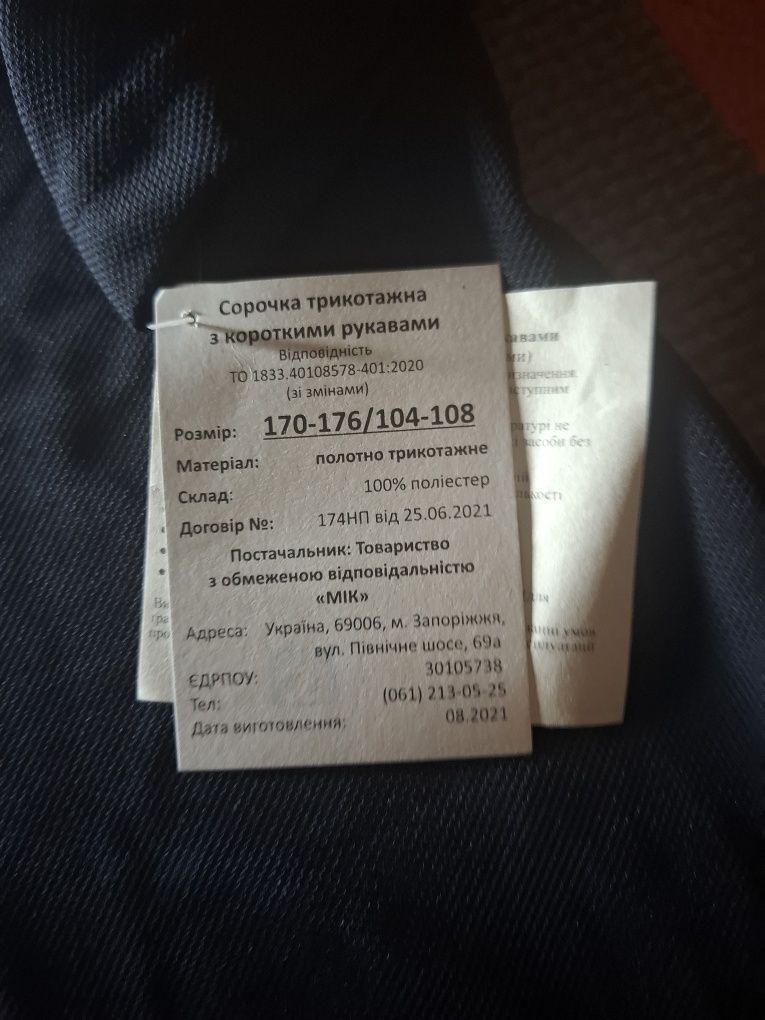 Сорочка трикотажна
з короткими рукавами
Відповідність
ТО 1833.40108578-401:2020
(зі змінами)
Розмір: 170-176/104-108
Матеріал: полотно трикотажне
Склад: 100% поліестер
Договір №: 174НП від 25.06.2021
Постачальник: Товариство
з обмеженою відповідальністю
«МІК»
Адреса: Україна, 69006, м. Запоріжжя,
вул. Північне шосе, 69а
ЄДРПОУ: 30105738
Тел: (061) 213-05-25
Дата виготовлення: 08.2021